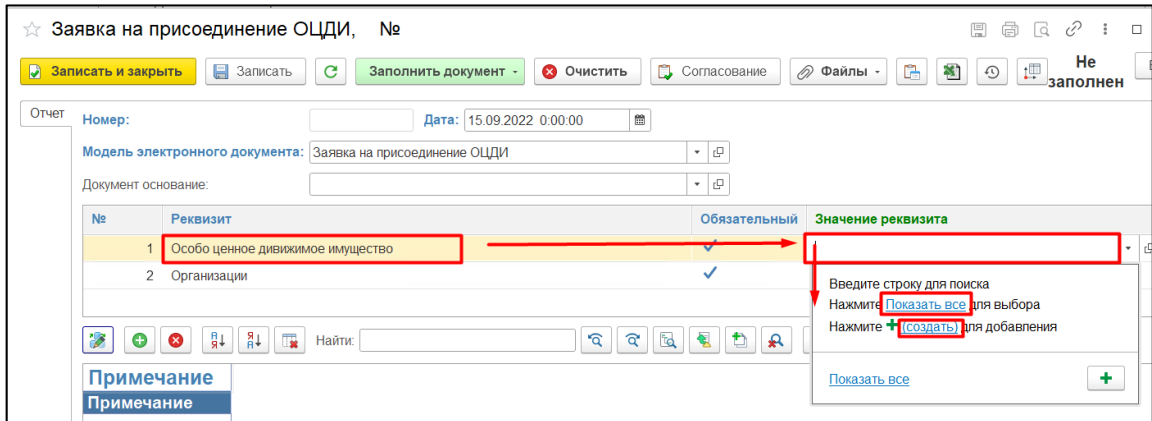 Заявка на присоединение ОЦДИ, №
Записать и закрыть Записать Заполнить документ Очистить Согласование Файлы Не заполнен
Отчет
Номер: Дата: 15.09.2022 0:00:00
Модель электронного документа: Заявка на присоединение ОЦДИ
Документ основание:
№ Реквизит Обязательный Значение реквизита
1 Особо ценное дивижимое имущество
2 Организации
Введите строку для поиска
Нажмите Показать все для выбора
Нажмите + (создать) для добавления
Показать все
Найти:
Примечание
Примечание